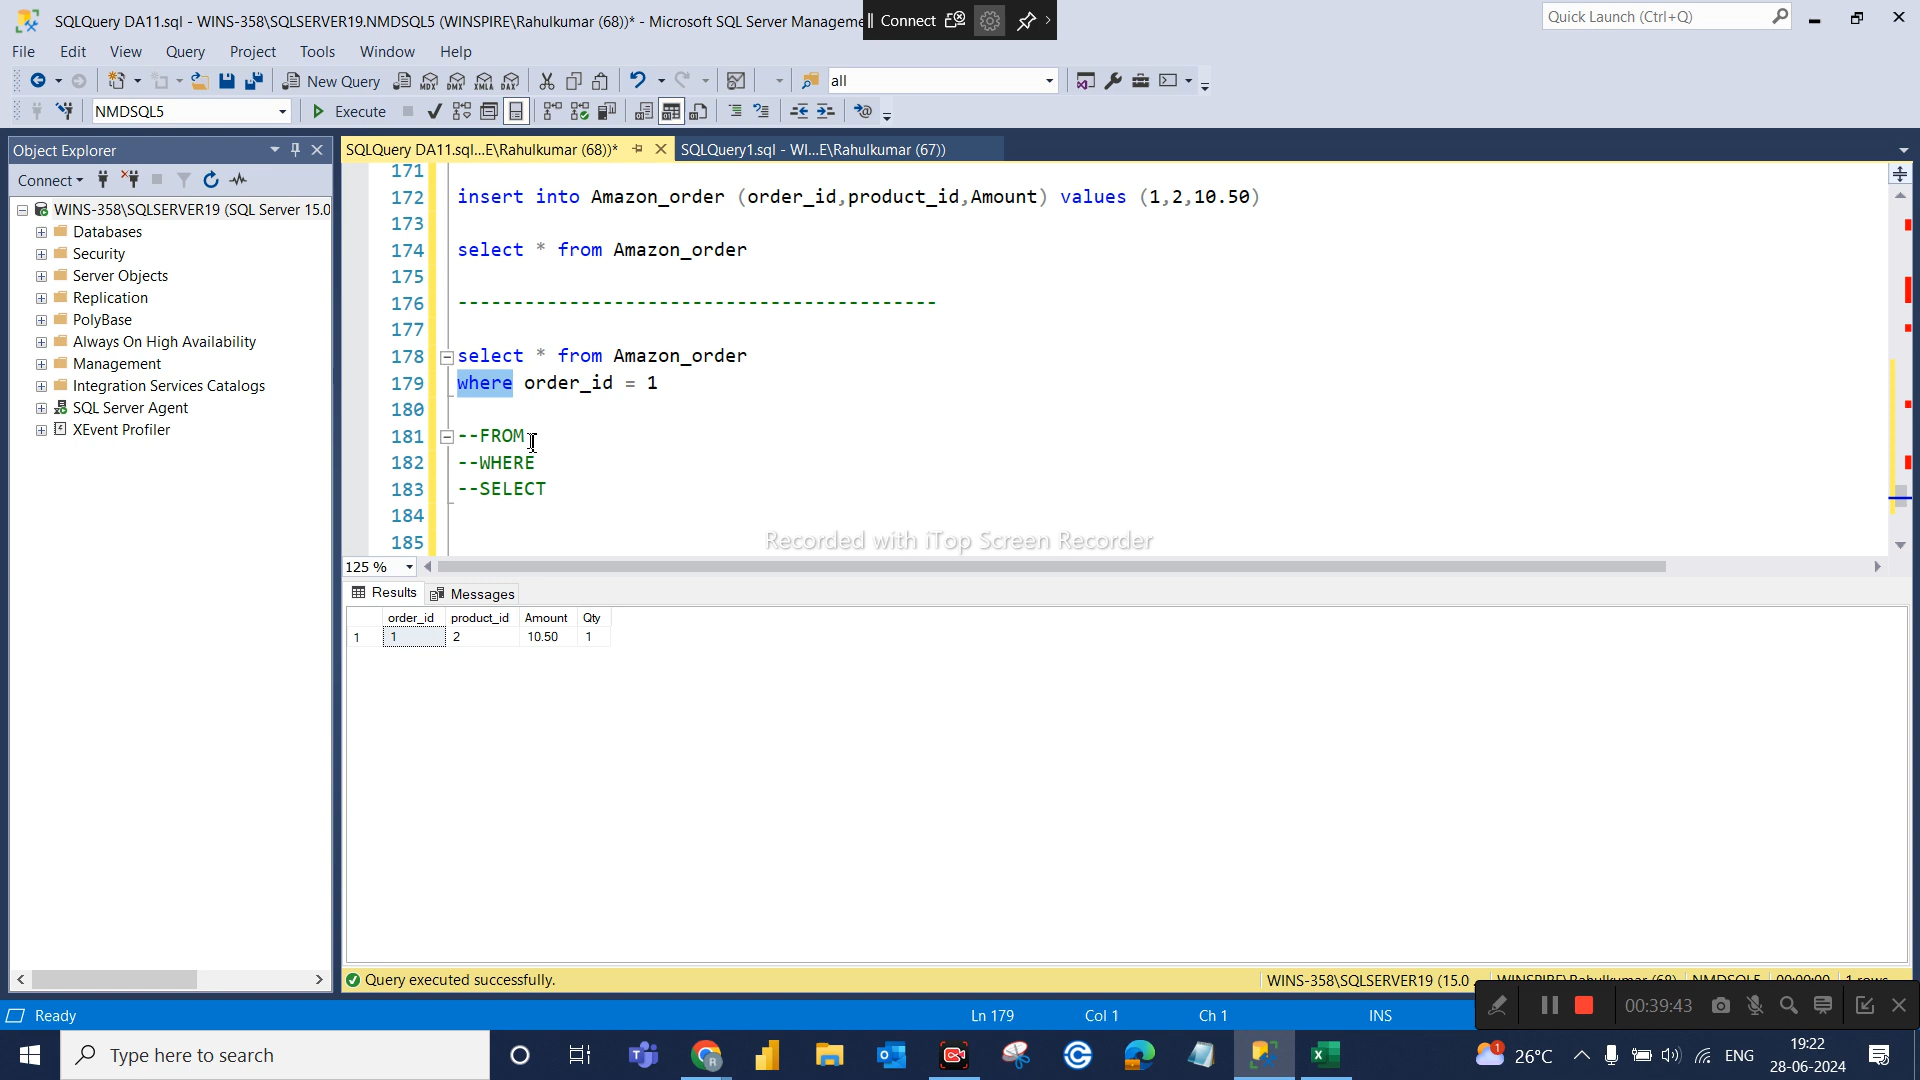 SQLQuery DA11.sql - WINS-358\SQLSERVER19.NMDSQL5 (WINSPIRE\Rahulkumar (68))* - Microsoft SQL Server Manageme
Connect
Quick Launch (Ctrl+Q)
File Edit View Query Project Tools Window Help
New Query
all
NMDSQL5
Execute
Object Explorer
SQLQuery DA11.sql...E\Rahulkumar (68))*
SQLQuery1.sql - WI...E\Rahulkumar (67))
Connect
WINS-358\SQLSERVER19 (SQL Server 15.0
Databases
Security
Server Objects
Replication
PolyBase
Always On High Availability
Management
Integration Services Catalogs
SQL Server Agent
XEvent Profiler
171
172 insert into Amazon_order (order_id,product_id,Amount) values (1,2,10.50)
173
174 select * from Amazon_order
175
176 -------------------------------------------
177
178 select * from Amazon_order
179 where order_id = 1
180
181 --FROM
182 --WHERE
183 --SELECT
184
185
Recorded with iTop Screen Recorder
125 %
Results Messages
order_id product_id Amount Qty
1 1 2 10.50 1
Query executed successfully.
WINS-358\SQLSERVER19 (15.0 ... WINSPIRE\Rahulkumar (68) NMDSQL5 00:00:00 1 rows
Ready
Ln 179 Col 1 Ch 1 INS
00:39:43
Type here to search
26°C
ENG
19:22
28-06-2024